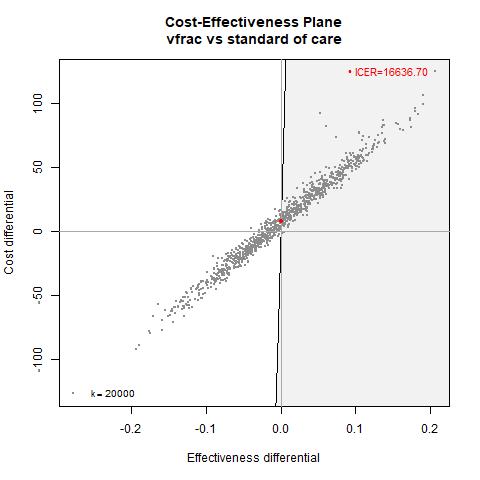 Cost-Effectiveness Plane
vfrac vs standard of care
ICER=16636.70
100
50
0
-50
-100
Cost differential
k = 20000
-0.2 -0.1 0.0 0.1 0.2
Effectiveness differential